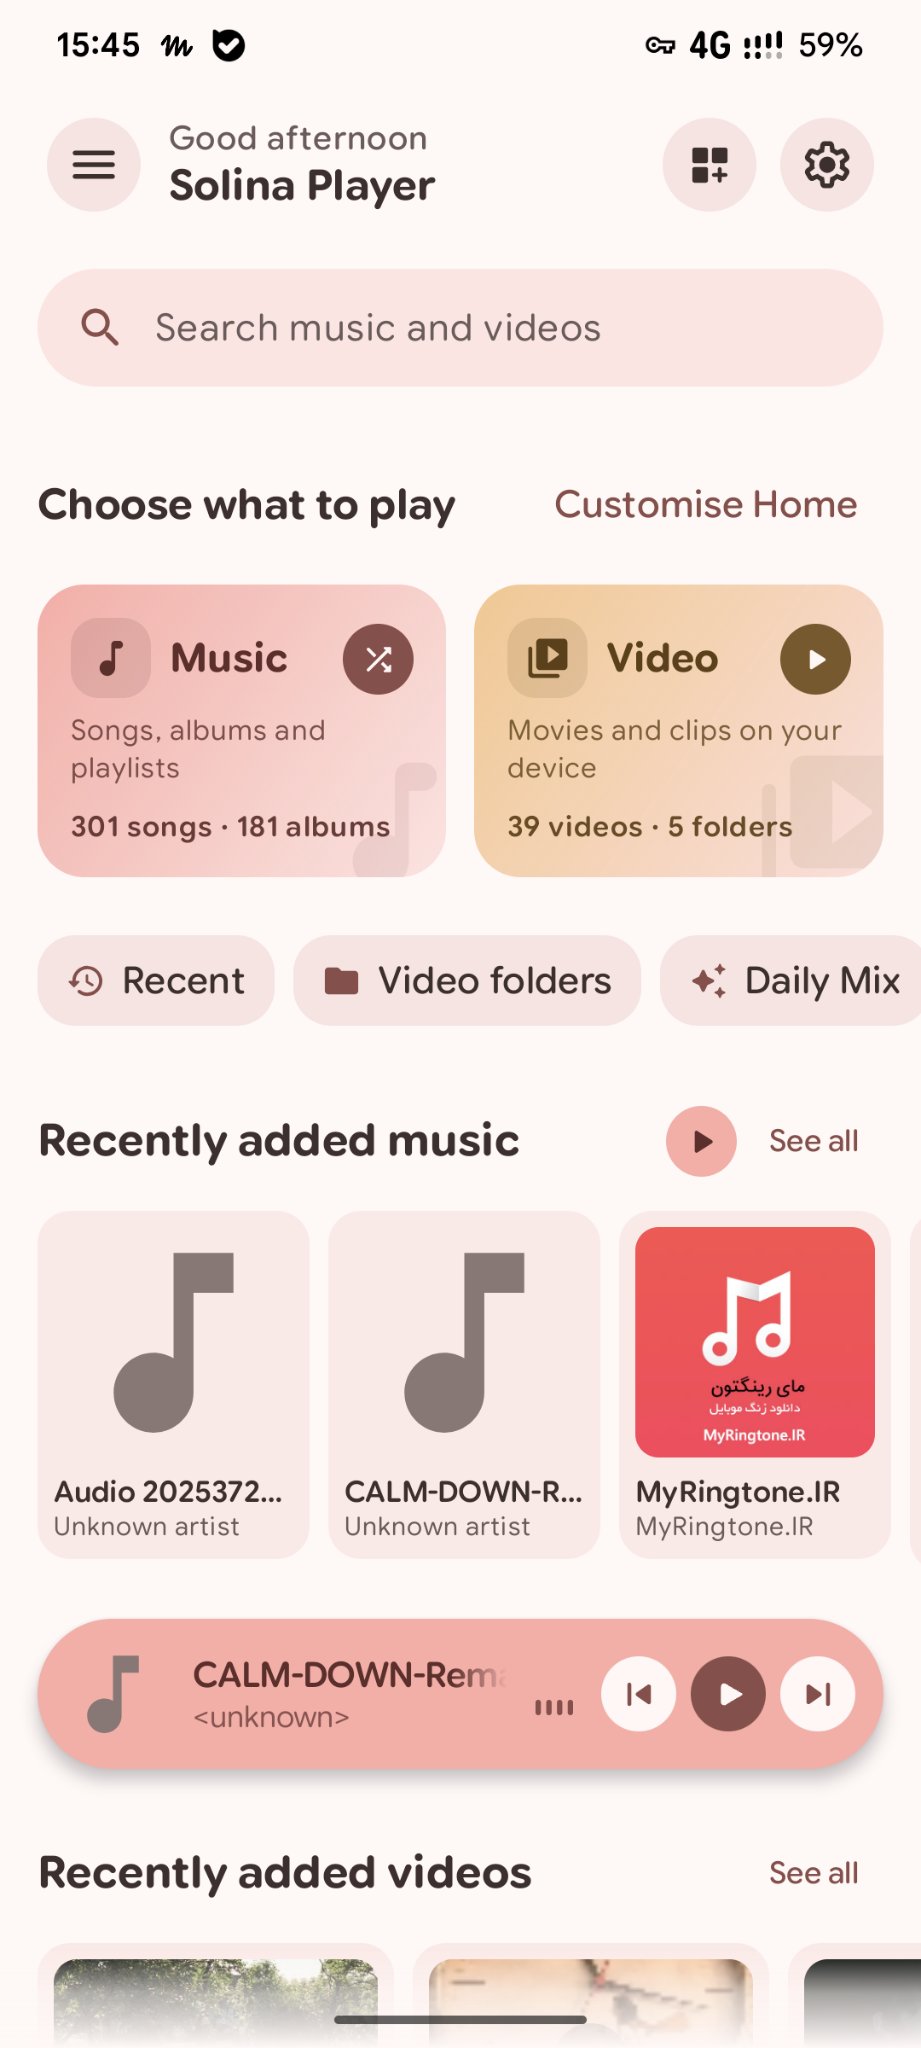 15:45
4G
59%
Good afternoon
Solina Player
Search music and videos
Choose what to play
Customise Home
Music
Songs, albums and
playlists
301 songs · 181 albums
Video
Movies and clips on your
device
39 videos · 5 folders
Recent
Video folders
Daily Mix
Recently added music
See all
مای رینگتون
دانلود زنگ موبایل
MyRingtone.IR
Audio 2025372...
Unknown artist
CALM-DOWN-R...
Unknown artist
MyRingtone.IR
MyRingtone.IR
CALM-DOWN-Rema
<unknown>
Recently added videos
See all